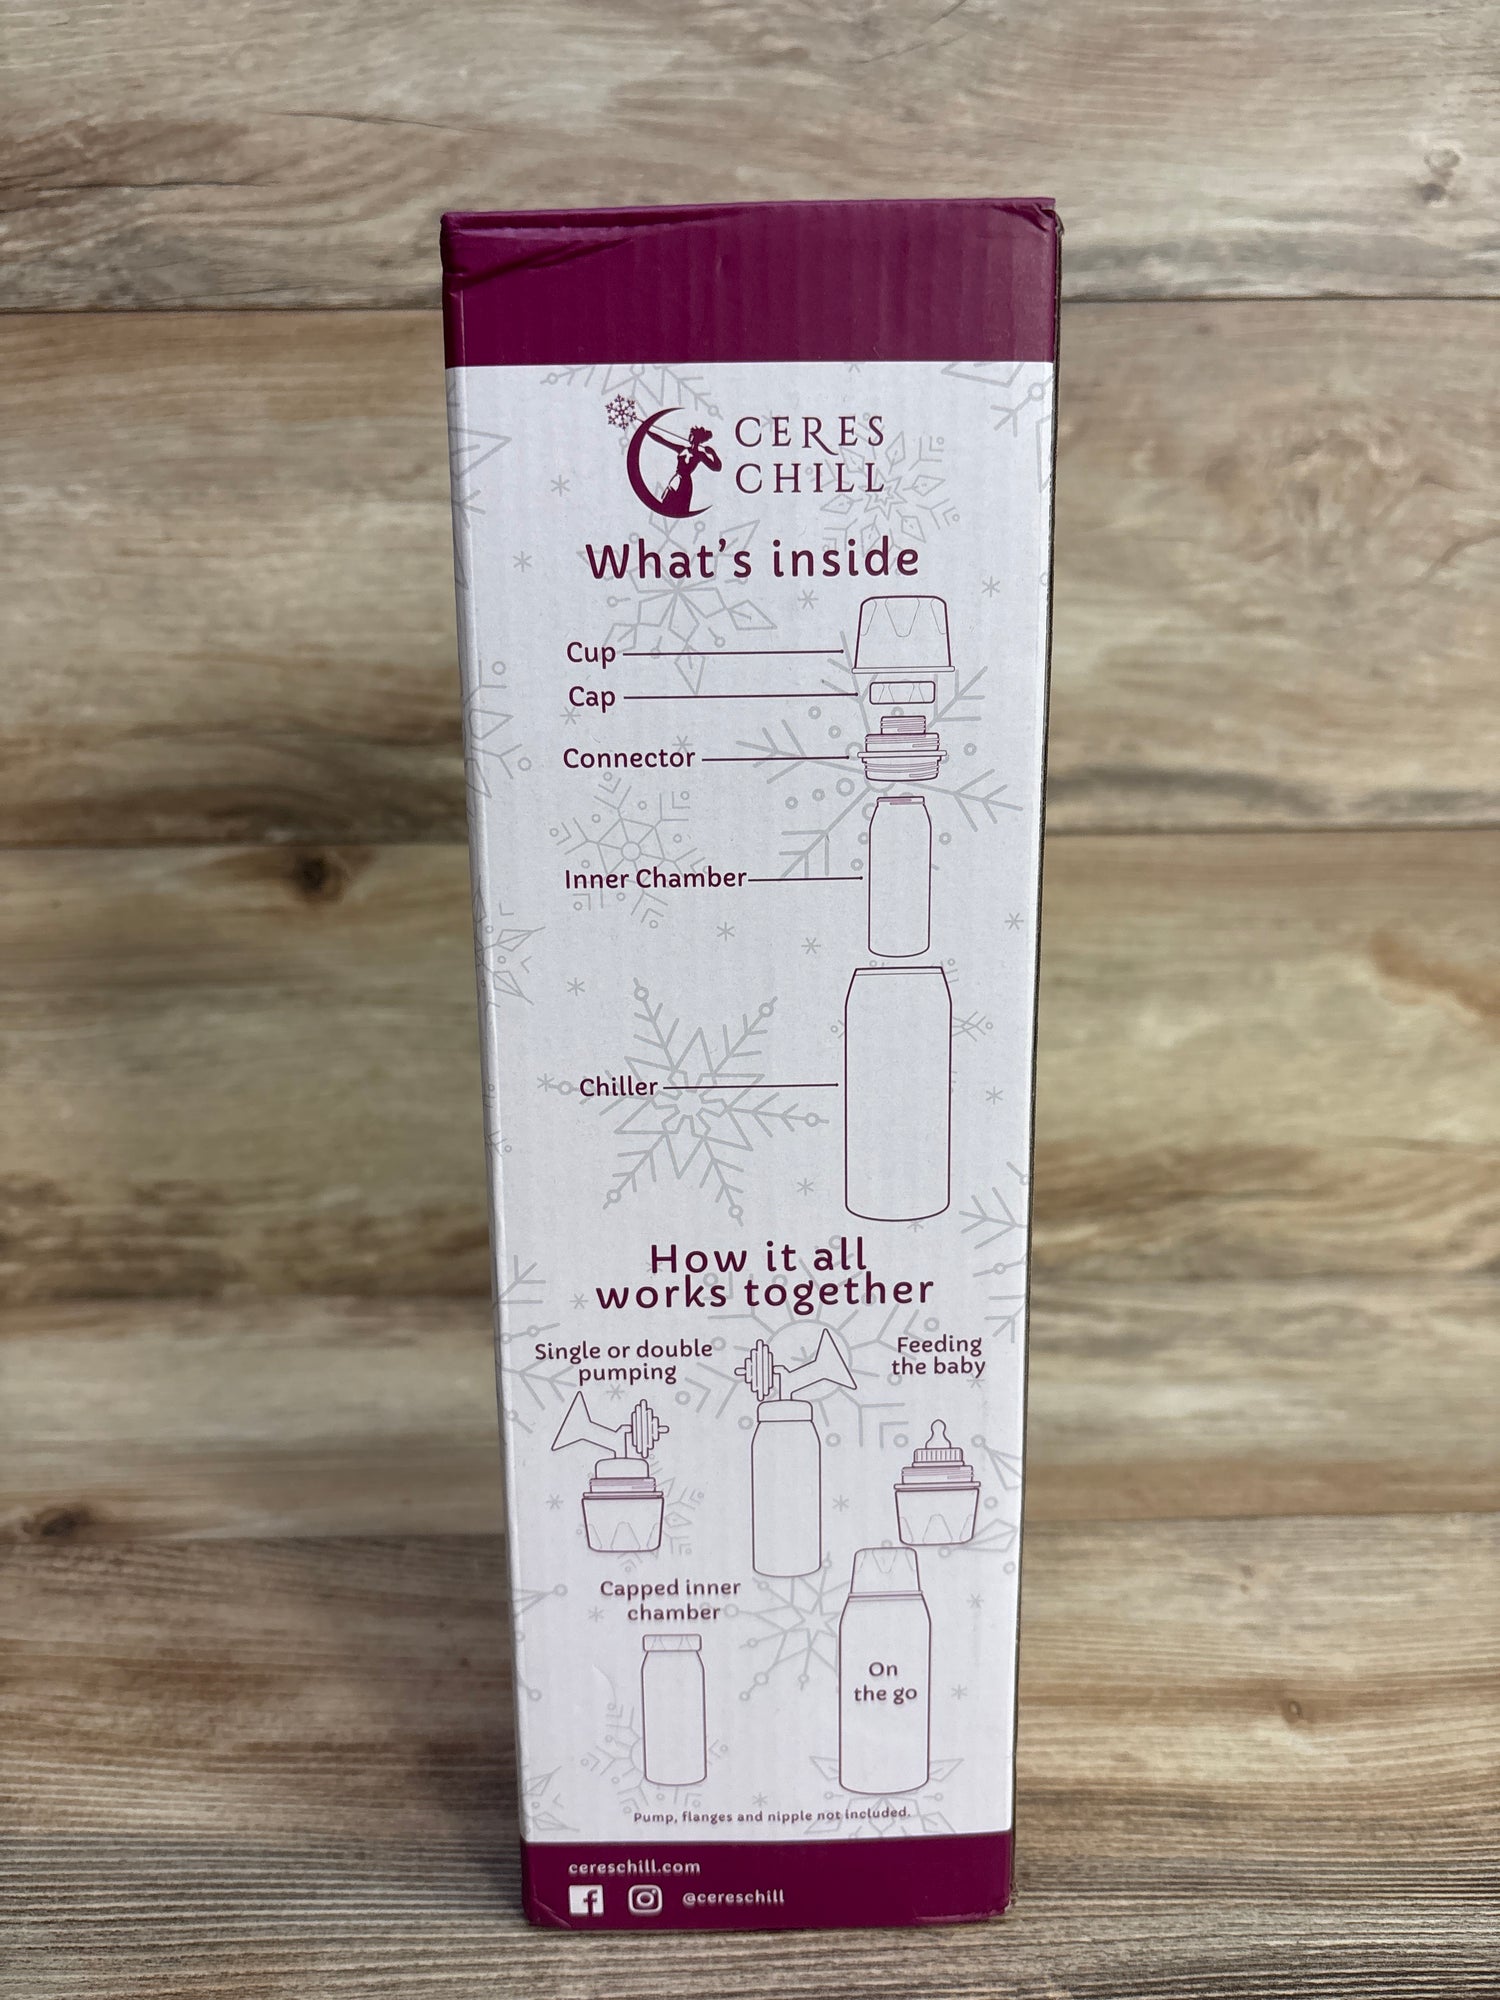 CERES
CHILL
What's inside
Cup
Cap
Connector
Inner Chamber
Chiller
How it all
works together
Single or double
pumping
Feeding
the baby
Capped inner
chamber
On
the go
Pump, flanges and nipple not included.
cereschill.com
@cereschill